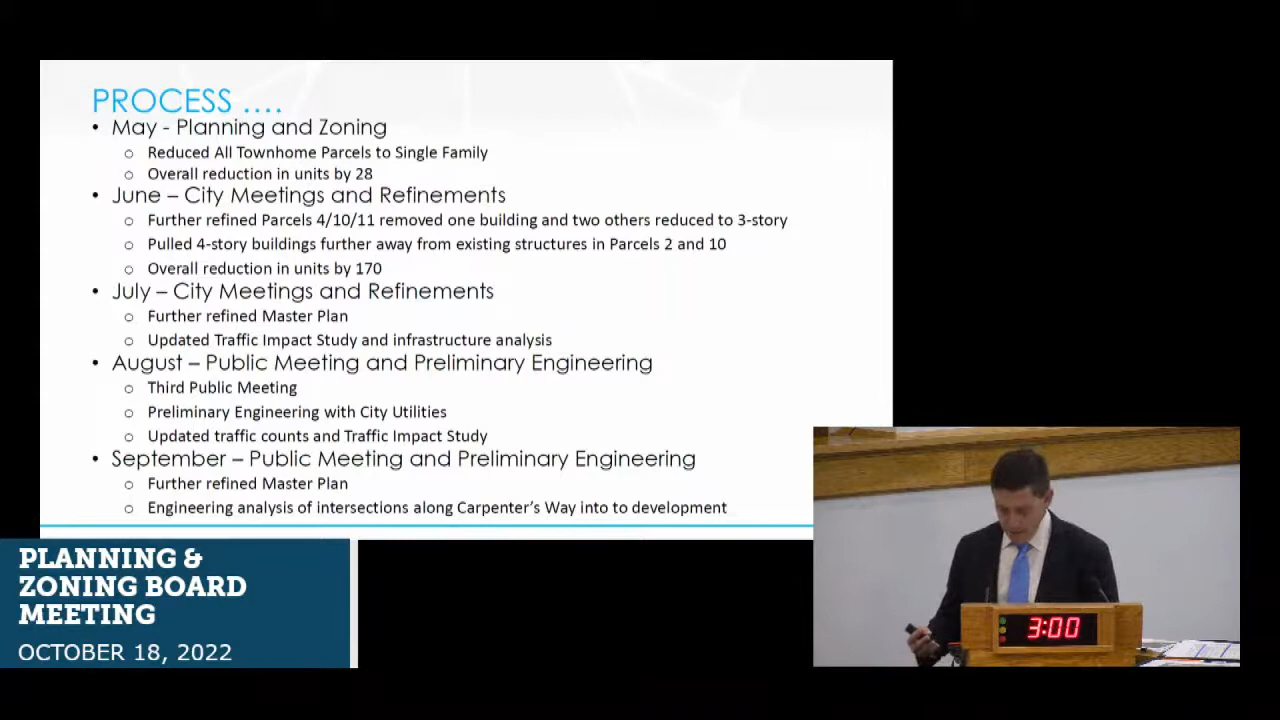 PROCESS ....
• May - Planning and Zoning
o Reduced All Townhome Parcels to Single Family
o Overall reduction in units by 28
• June – City Meetings and Refinements
o Further refined Parcels 4/10/11 removed one building and two others reduced to 3-story
o Pulled 4-story buildings further away from existing structures in Parcels 2 and 10
o Overall reduction in units by 170
• July – City Meetings and Refinements
o Further refined Master Plan
o Updated Traffic Impact Study and infrastructure analysis
• August – Public Meeting and Preliminary Engineering
o Third Public Meeting
o Preliminary Engineering with City Utilities
o Updated traffic counts and Traffic Impact Study
• September – Public Meeting and Preliminary Engineering
o Further refined Master Plan
o Engineering analysis of intersections along Carpenter's Way into to development
PLANNING &
ZONING BOARD
MEETING
OCTOBER 18, 2022
3:00